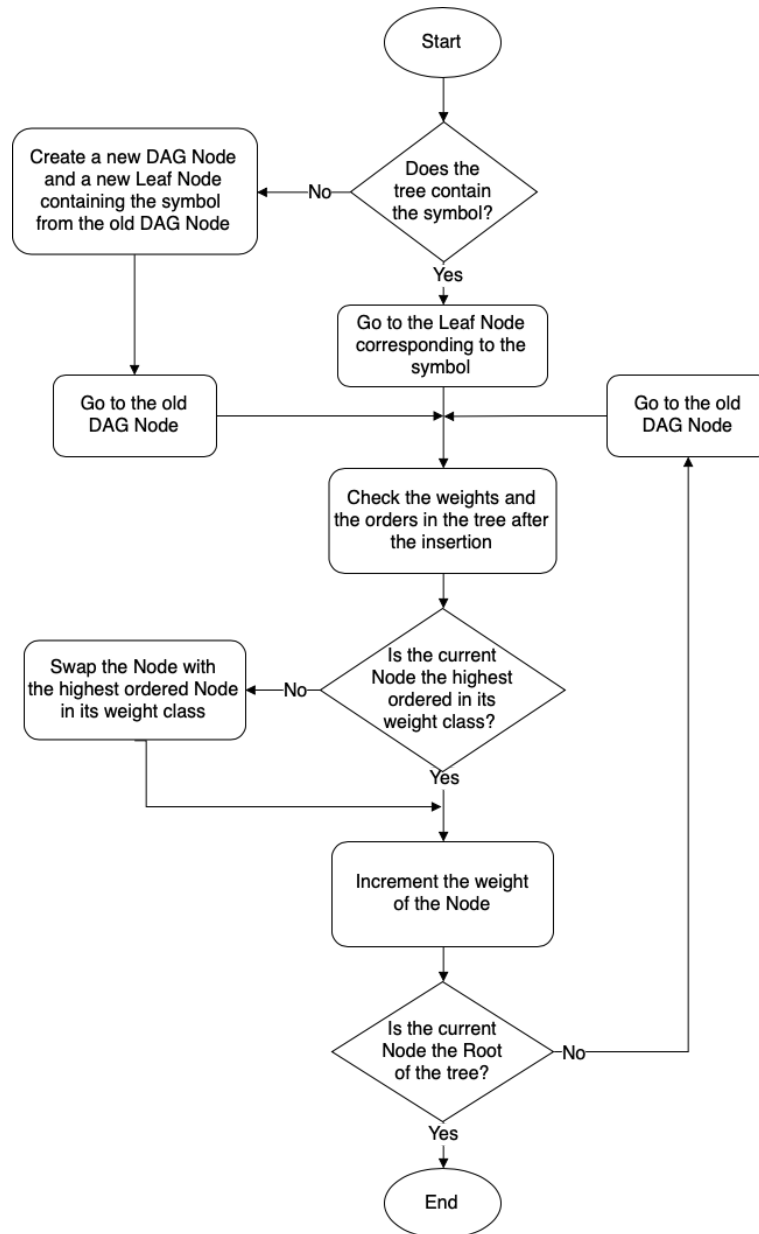 Start
Does the
tree contain
the symbol?
No
Create a new DAG Node
and a new Leaf Node
containing the symbol
from the old DAG Node
Yes
Go to the Leaf Node
corresponding to the
symbol
Go to the old
DAG Node
Go to the old
DAG Node
Check the weights and
the orders in the tree after
the insertion
Is the current
Node the highest
ordered in its
weight class?
No
Swap the Node with
the highest ordered Node
in its weight class
Yes
Increment the weight
of the Node
Is the current
Node the Root
of the tree?
No
Yes
End